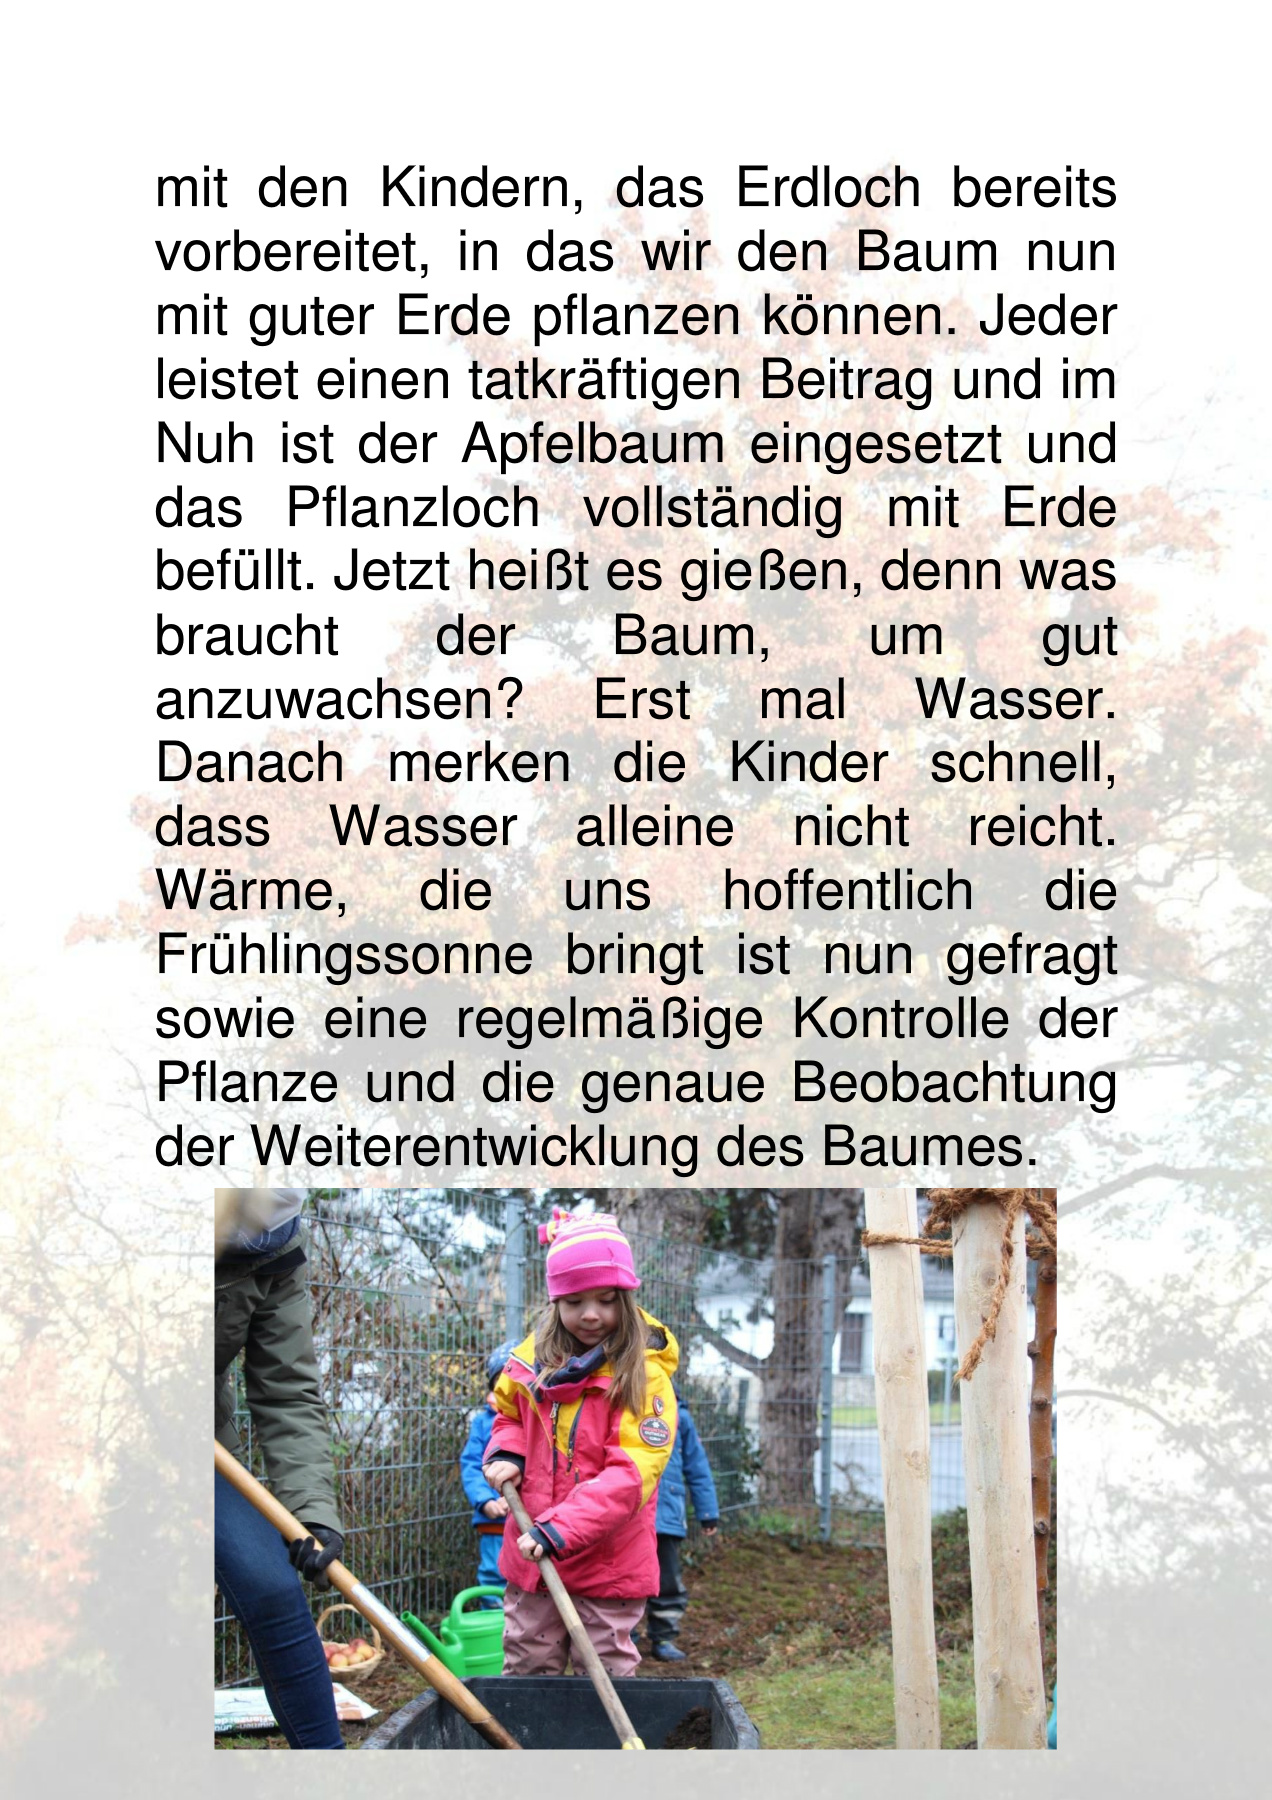 mit den Kindern, das Erdloch bereits
vorbereitet, in das wir den Baum nun
mit guter Erde pflanzen können. Jeder
leistet einen tatkräftigen Beitrag und im
Nuh ist der Apfelbaum eingesetzt und
das Pflanzloch vollständig mit Erde
befüllt. Jetzt heißt es gießen, denn was
braucht der Baum, um gut
anzuwachsen? Erst mal Wasser.
Danach merken die Kinder schnell,
dass Wasser alleine nicht reicht.
Wärme, die uns hoffentlich die
Frühlingssonne bringt ist nun gefragt
sowie eine regelmäßige Kontrolle der
Pflanze und die genaue Beobachtung
der Weiterentwicklung des Baumes.